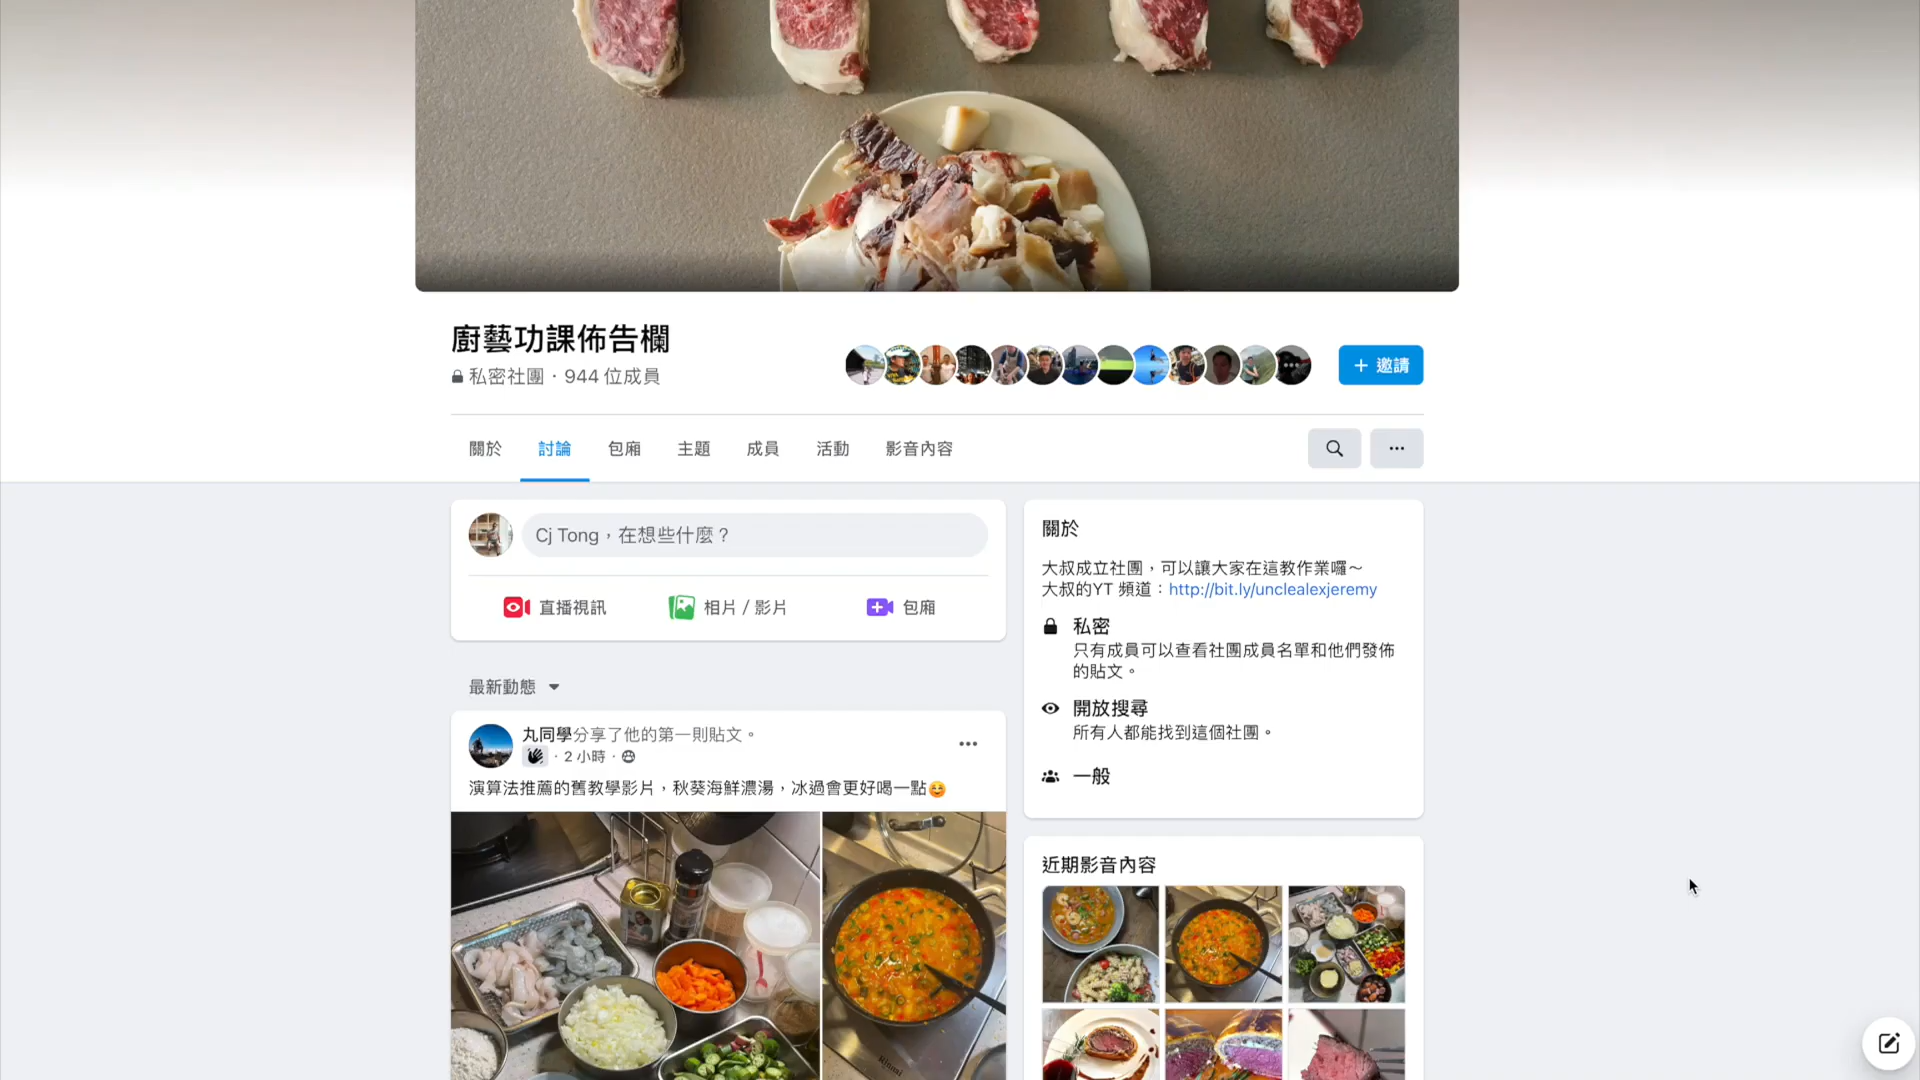 廚藝功課佈告欄
私密社團 · 944 位成員
+ 邀請
關於 討論 包廂 主題 成員 活動 影音內容
Cj Tong，在想些什麼？
直播視訊 相片 / 影片 包廂
最新動態
丸同學分享了他的第一則貼文。
· 2 小時 ·
演算法推薦的舊教學影片，秋葵海鮮濃湯，冰過會更好喝一點
Rinnai
關於
大叔成立社團，可以讓大家在這教作業囉～
大叔的YT 頻道：http://bit.ly/unclealexjeremy
私密
只有成員可以查看社團成員名單和他們發佈
的貼文。
開放搜尋
所有人都能找到這個社團。
一般
近期影音內容